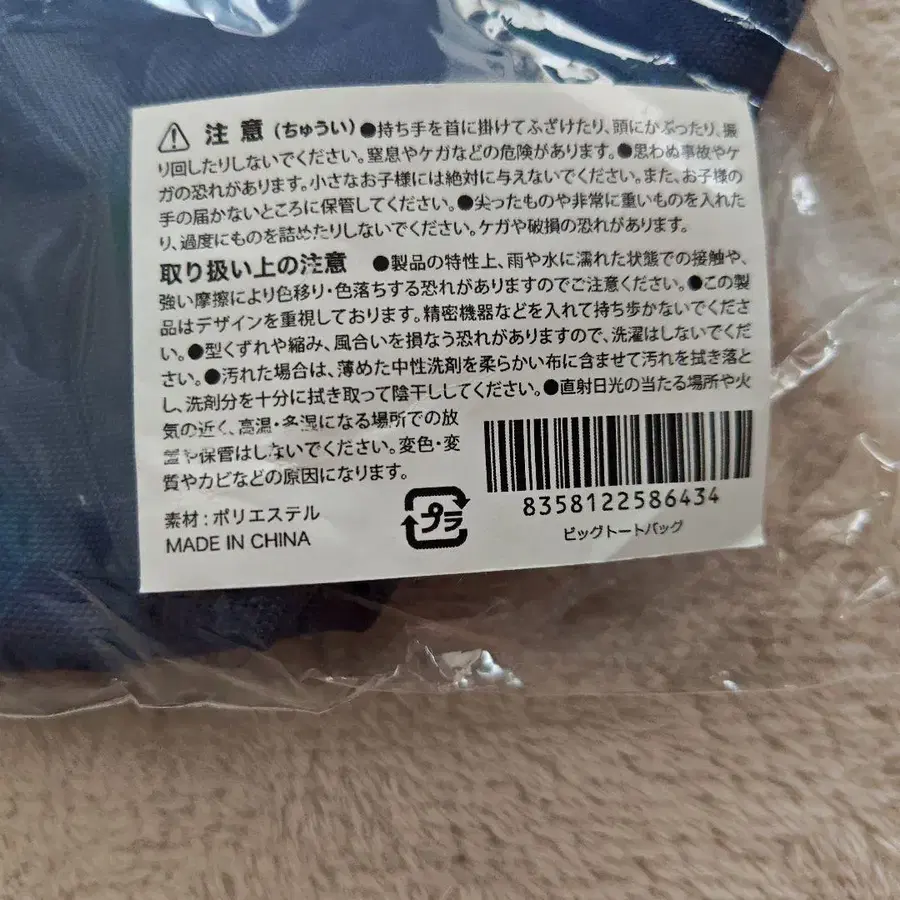 注意(ちゅうい)●持ち手を首に掛けてふざけたり、頭にかぶったり、振
り回したりしないでください。窒息やケガなどの危険があります。●思わぬ事故やケ
ガの恐れがあります。小さなお子様には絶対に与えないでください。また、お子様の
手の届かないところに保管してください。●尖ったものや非常に重いものを入れた
り、過度にものを詰めたりしないでください。ケガや破損の恐れがあります。
取り扱い上の注意 ●製品の特性上、雨や水に濡れた状態での接触や、
強い摩擦により色移り・色落ちする恐れがありますのでご注意ください。●この製
品はデザインを重視しております。精密機器などを入れて持ち歩かないでくださ
い。●型くずれや縮み、風合いを損なう恐れがありますので、洗濯はしないでくだ
さい。●汚れた場合は、薄めた中性洗剤を柔らかい布に含ませて汚れを拭き落と
し、洗剤分を十分に拭き取って陰干ししてください。●直射日光の当たる場所や火
気の近く、高温・多湿になる場所での放
置や保管はしないでください。変色・変
質やカビなどの原因になります。
素材:ポリエステル
MADE IN CHINA
プラ
8358122586434
ビッグトートバッグ